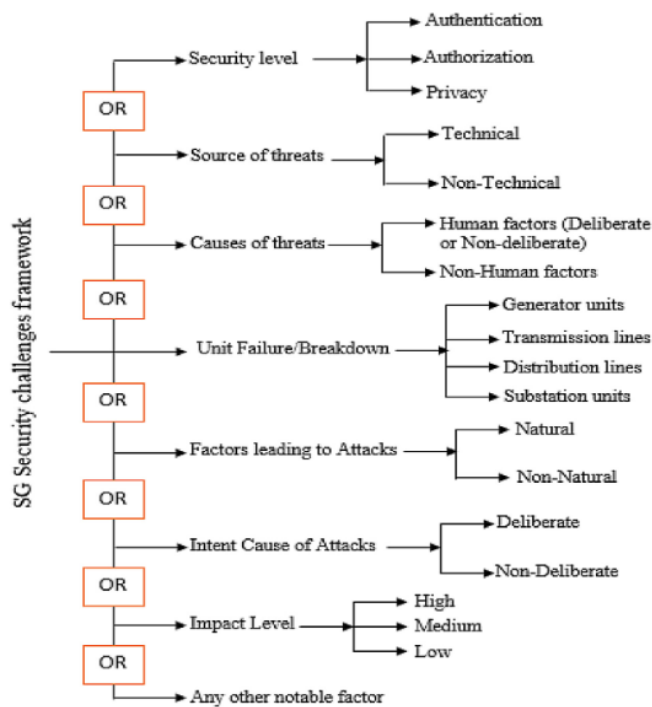 Authentication
Security level
Authorization
OR
Privacy
Technical
Source of threats
OR
Non-Technical
Human factors (Deliberate
or Non-deliberate)
Causes of threats
Non-Human factors
OR
Generator units
Transmission lines
Unit Failure/Breakdown
Distribution lines
Substation units
OR
Natural
Factors leading to Attacks
Non-Natural
OR
Deliberate
Intent Cause of Attacks
Non-Deliberate
OR
High
Impact Level
Medium
Low
OR
Any other notable factor
SG Security challenges framework